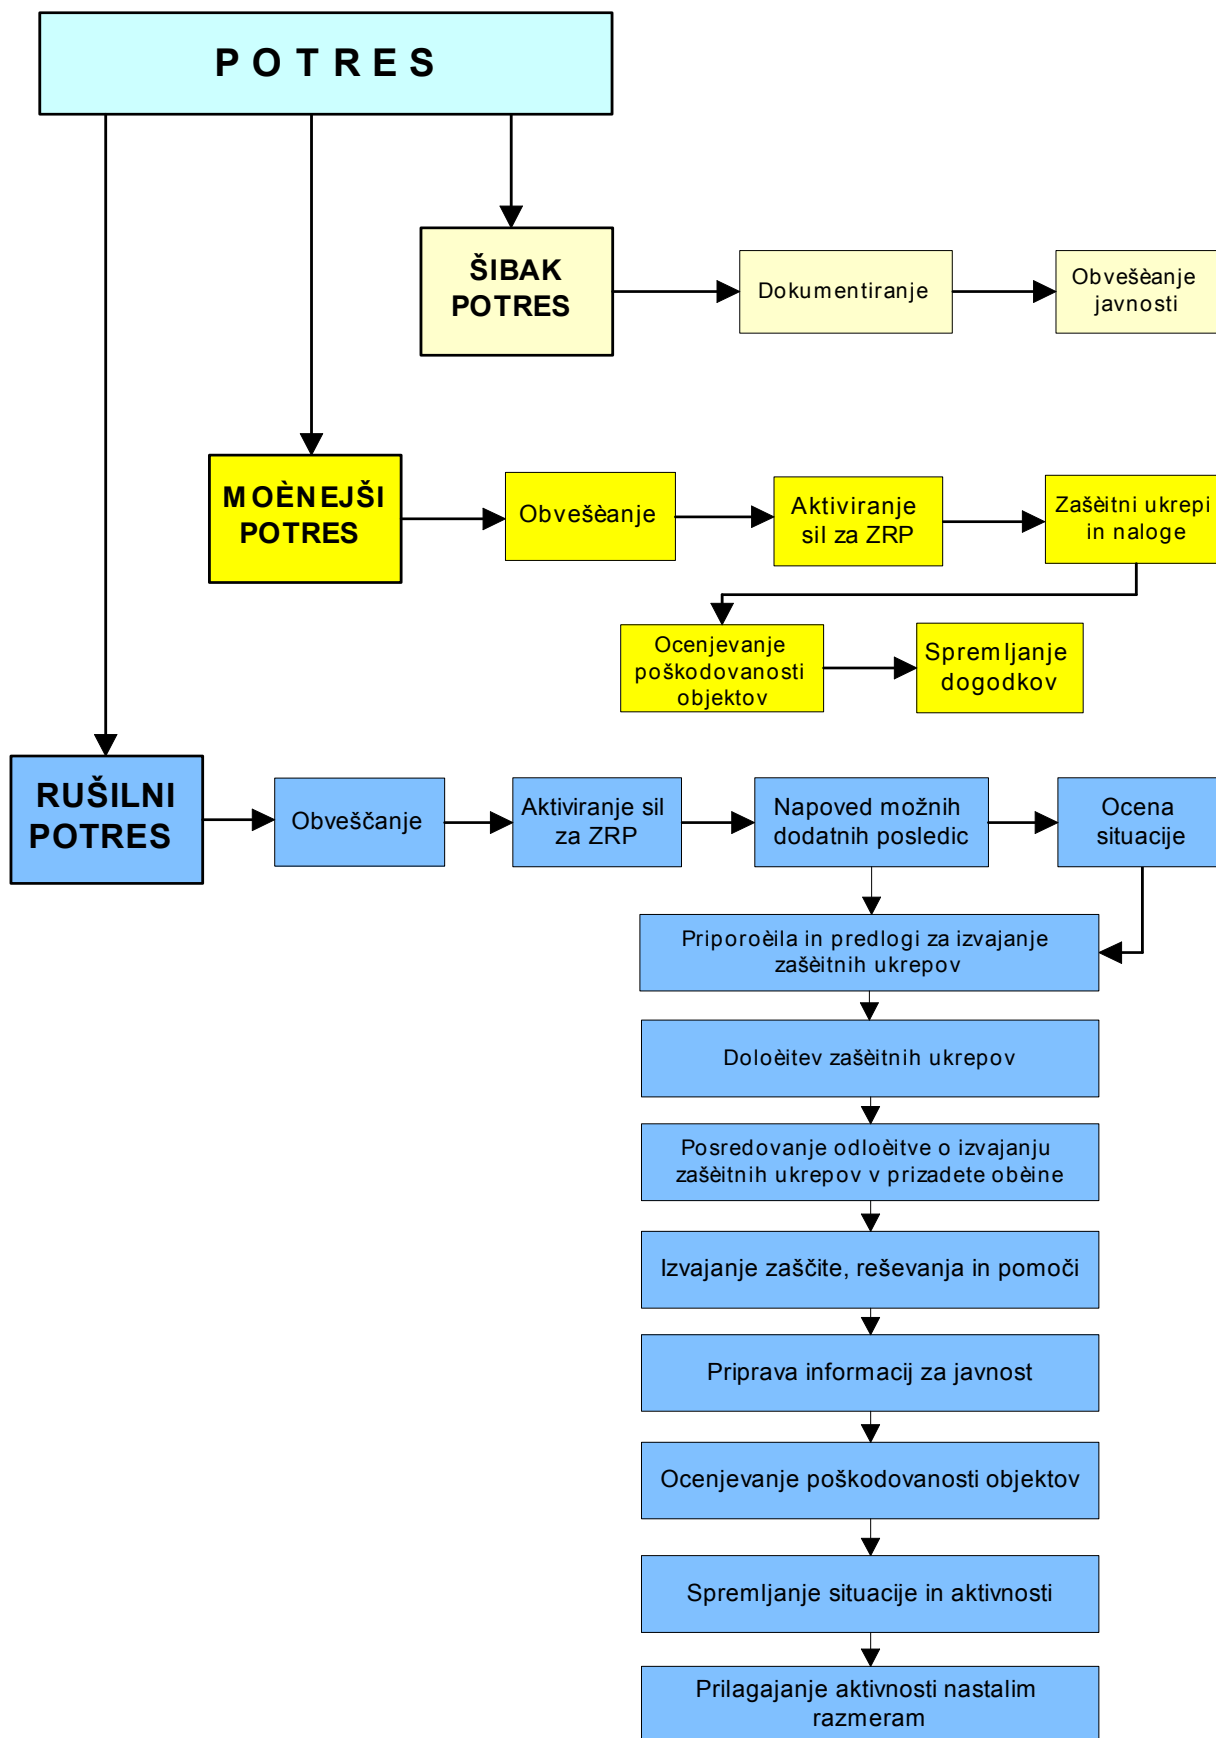 P O T R E S
ŠIBAK
POTRES
Dokumentiranje
Obvešèanje
javnosti
MOÈNEJŠI
POTRES
Obvešèanje
Aktiviranje
sil za ZRP
Zašèitni ukrepi
in naloge
Ocenjevanje
poškodovanosti
objektov
Spremljanje
dogodkov
RUŠILNI
POTRES
Obveščanje
Aktiviranje sil
za ZRP
Napoved možnih
dodatnih posledic
Ocena
situacije
Priporoèila in predlogi za izvajanje
zašèitnih ukrepov
Doloèitev zašèitnih ukrepov
Posredovanje odloèitve o izvajanju
zašèitnih ukrepov v prizadete obèine
Izvajanje zaščite, reševanja in pomoči
Priprava informacij za javnost
Ocenjevanje poškodovanosti objektov
Spremljanje situacije in aktivnosti
Prilagajanje aktivnosti nastalim
razmeram